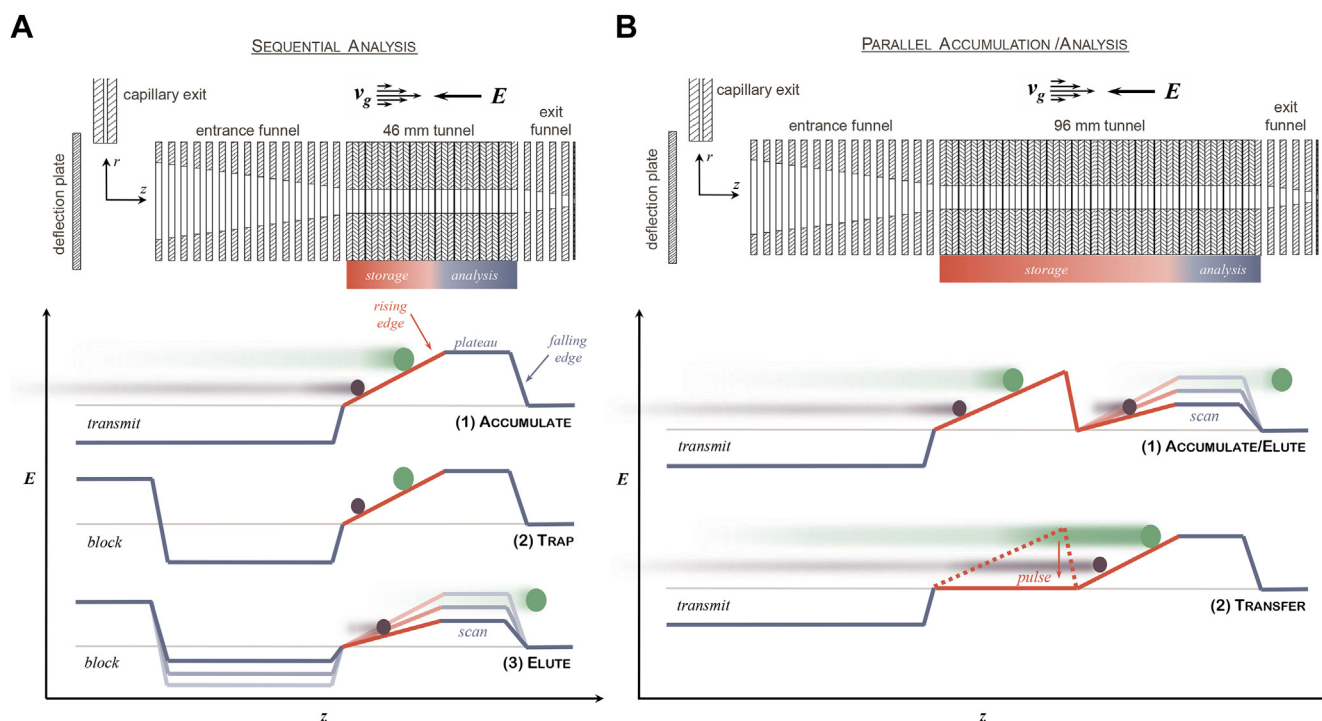 A
SEQUENTIAL ANALYSIS
capillary exit
v_g
E
exit
funnel
entrance funnel
46 mm tunnel
deflection plate
r
z
storage
analysis
rising
edge
plateau
falling
edge
transmit
(1) ACCUMULATE
E
block
(2) TRAP
scan
block
(3) ELUTE
z
B
PARALLEL ACCUMULATION /ANALYSIS
capillary exit
v_g
E
exit
funnel
entrance funnel
96 mm tunnel
deflection plate
r
z
storage
analysis
scan
transmit
(1) ACCUMULATE/ELUTE
E
pulse
transmit
(2) TRANSFER
z